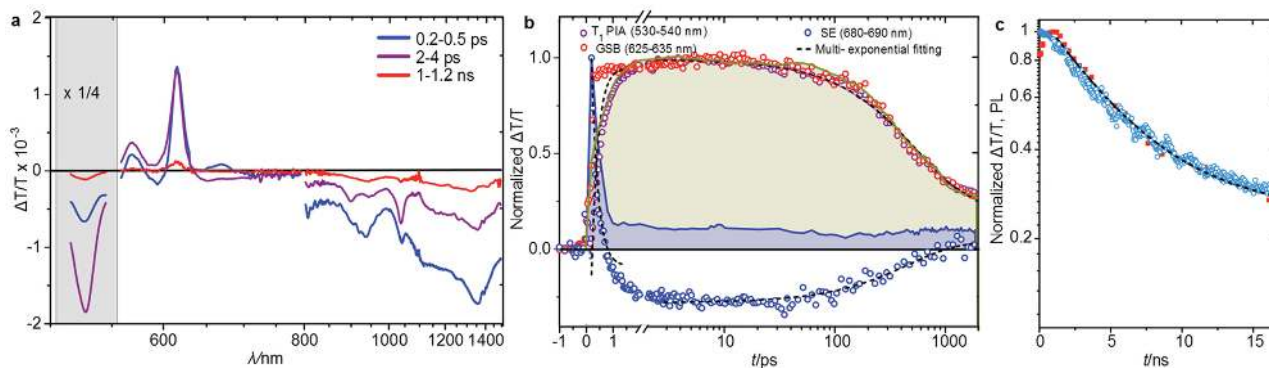 a
x 1/4
0.2-0.5 ps
2-4 ps
1-1.2 ns
ΔT/T x 10⁻³
2
1
0
-1
-2
600
800
1000
1200
1400
λ/nm
b
T₁ PIA (530-540 nm)
SE (680-690 nm)
GSB (625-635 nm)
Multi- exponential fitting
Normalized ΔT/T
1.0
0.5
0.0
-1
0
1
10
100
1000
t/ps
c
Normalized ΔT/T, PL
1
0.8
0.6
0.4
0.2
0
5
10
15
t/ns